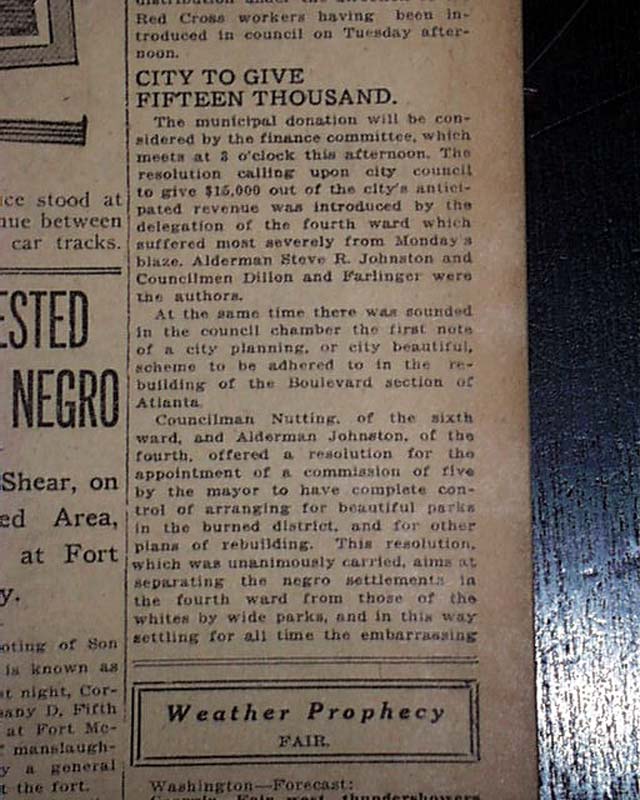 distribution under the direction of the
Red Cross workers having been in-
troduced in council on Tuesday after-
noon.
CITY TO GIVE
FIFTEEN THOUSAND.
The municipal donation will be con-
sidered by the finance committee, which
meets at 3 o'clock this afternoon. The
resolution calling upon city council
to give $15,000 out of the city's antici-
pated revenue was introduced by the
delegation of the fourth ward which
suffered most severely from Monday's
blaze. Alderman Steve R. Johnston and
Councilmen Dillon and Farlinger were
the authors.
At the same time there was sounded
in the council chamber the first note
of a city planning, or city beautiful,
scheme to be adhered to in the re-
building of the Boulevard section of
Atlanta.
Councilman Nutting, of the sixth
ward, and Alderman Johnston, of the
fourth, offered a resolution for the
appointment of a commission of five
by the mayor to have complete con-
trol of arranging for beautiful parks
in the burned district, and for other
plans of rebuilding. This resolution,
which was unanimously carried, aims at
separating the negro settlements in
the fourth ward from those of the
whites by wide parks, and in this way
settling for all time the embarrassing
Weather Prophecy
FAIR.
Washington—Forecast:
Georgia, Fair west, thundershowers
ce stood at
nue between
car tracks.
ESTED
NEGRO
Shear, on
ed Area,
at Fort
y.
oting of Son
is known as
st night, Cor-
pany D, Fifth
at Fort Mc-
manslaugh-
y a general
t the fort.